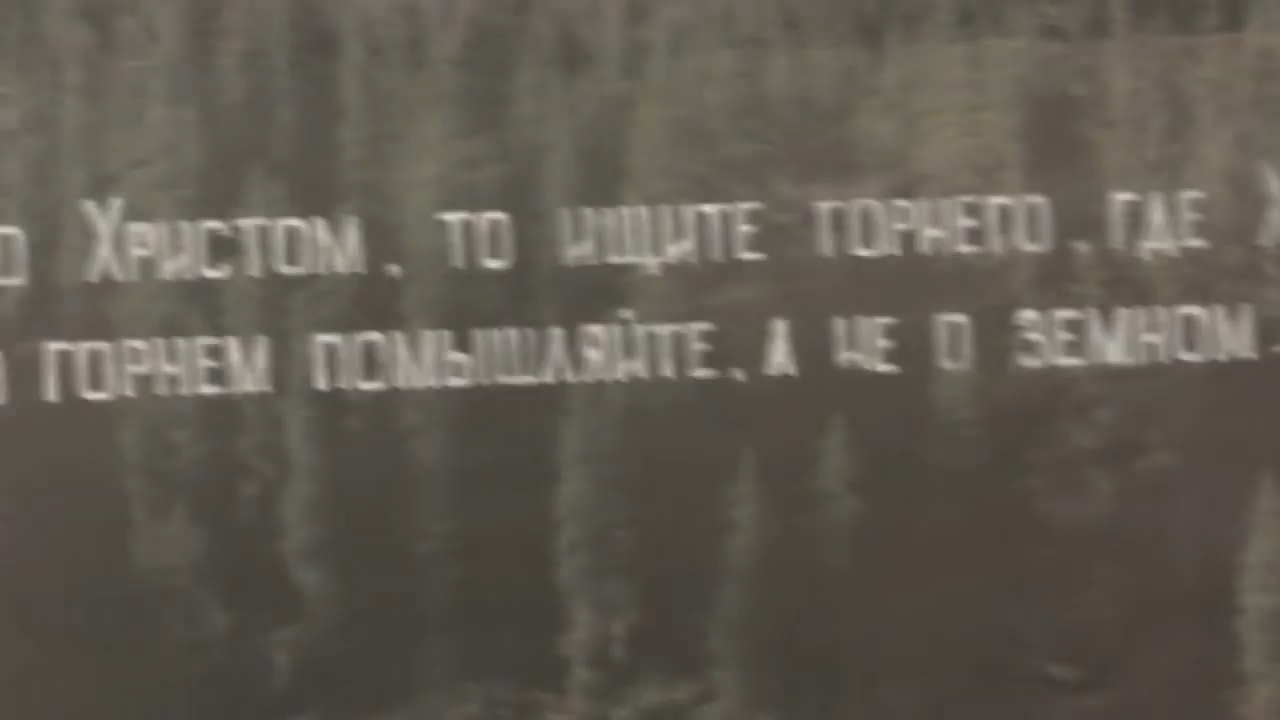 О ХРИСТОМ, ТО ИЩИТЕ ГОРНЕГО, ГДЕ Х
О ГОРНЕМ ПОМЫШЛЯЙТЕ, А НЕ О ЗЕМНОМ.